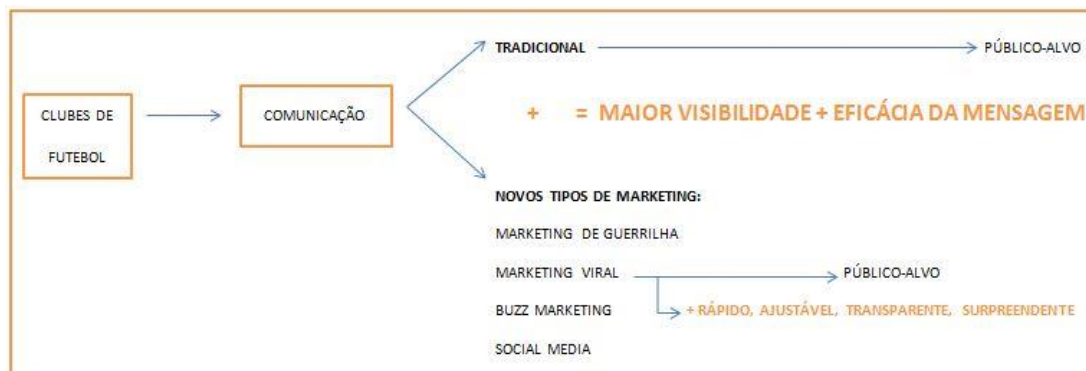 CLUBES DE
FUTEBOL
COMUNICAÇÃO
TRADICIONAL
PÚBLICO-ALVO
+ = MAIOR VISIBILIDADE + EFICÁCIA DA MENSAGEM
NOVOS TIPOS DE MARKETING:
MARKETING DE GUERRILHA
MARKETING VIRAL
PÚBLICO-ALVO
BUZZ MARKETING
+ RÁPIDO, AJUSTÁVEL, TRANSPARENTE, SURPREENDENTE
SOCIAL MEDIA